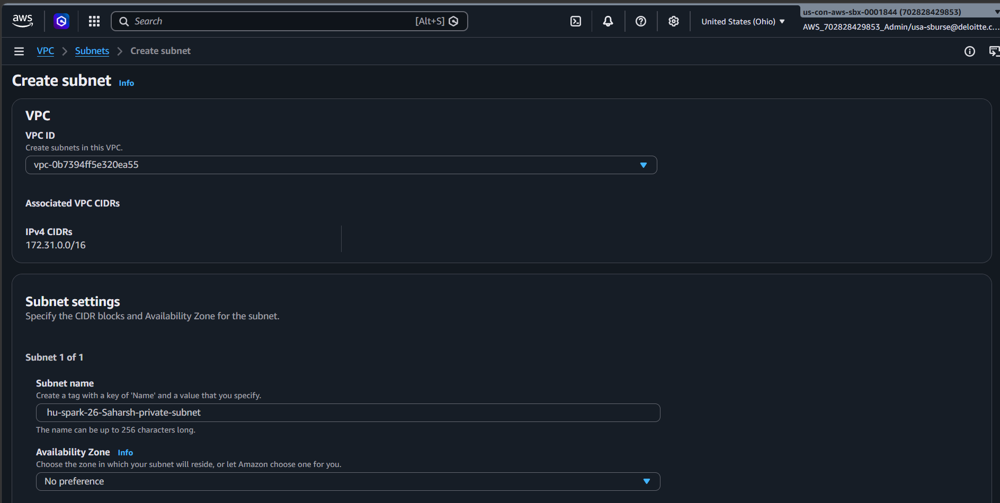 aws
Search
[Alt+S]
United States (Ohio)
us-con-aws-sbx-0001844 (702828429853)
AWS_702828429853_Admin/usa-sburse@deloitte.c...
VPC
Subnets
Create subnet
Create subnet Info
VPC
VPC ID
Create subnets in this VPC.
vpc-0b7394ff5e320ea55
Associated VPC CIDRs
IPv4 CIDRs
172.31.0.0/16
Subnet settings
Specify the CIDR blocks and Availability Zone for the subnet.
Subnet 1 of 1
Subnet name
Create a tag with a key of 'Name' and a value that you specify.
hu-spark-26-Saharsh-private-subnet
The name can be up to 256 characters long.
Availability Zone Info
Choose the zone in which your subnet will reside, or let Amazon choose one for you.
No preference